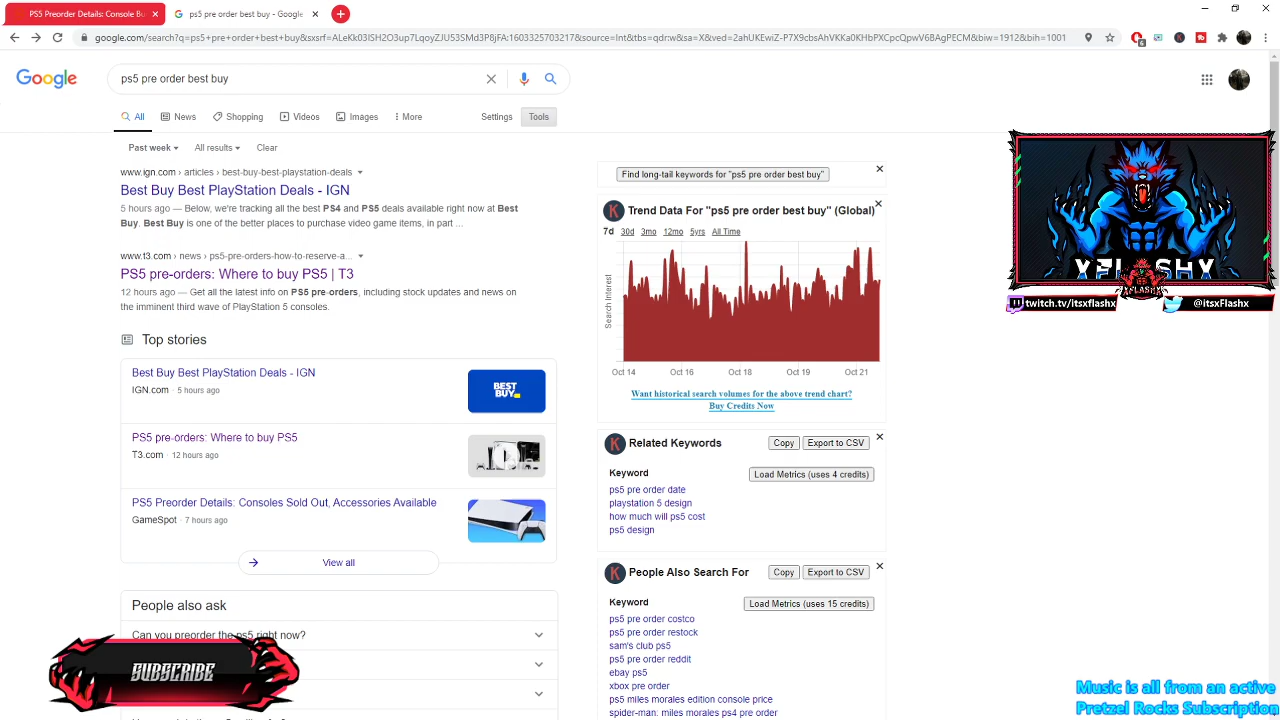 PS5 Preorder Details: Console Bu
ps5 pre order best buy - Google
google.com/search?q=ps5+pre+order+best+buy&sxsrf=ALeKk03ISH2O3up7LqoyZJU53SMd3P8jFA:1603325703217&source=lnt&tbs=qdr:w&sa=X&ved=2ahUKEwiZ-P7X9cbsAhVKKa0KHbPXCpcQpwV6BAgPECM&biw=1912&bih=1001
6
Google
ps5 pre order best buy
All
News
Shopping
Videos
Images
More
Settings
Tools
Past week
All results
Clear
www.ign.com › articles › best-buy-best-playstation-deals
Best Buy Best PlayStation Deals - IGN
5 hours ago — Below, we're tracking all the best PS4 and PS5 deals available right now at Best
Buy. Best Buy is one of the better places to purchase video game items, in part ...
www.t3.com › news › ps5-pre-orders-how-to-reserve-a...
PS5 pre-orders: Where to buy PS5 | T3
12 hours ago — Get all the latest info on PS5 pre-orders, including stock updates and news on
the imminent third wave of PlayStation 5 consoles.
Top stories
Best Buy Best PlayStation Deals - IGN
IGN.com · 5 hours ago
BEST
BUY
PS5 pre-orders: Where to buy PS5
T3.com · 12 hours ago
PS5 Preorder Details: Consoles Sold Out, Accessories Available
GameSpot · 7 hours ago
View all
People also ask
Can you preorder the ps5 right now?
SUBSCRIBE
Find long-tail keywords for "ps5 pre order best buy"
K
Trend Data For "ps5 pre order best buy" (Global)
7d 30d 3mo 12mo 5yrs All Time
Search Interest
Oct 14 Oct 16 Oct 18 Oct 19 Oct 21
Want historical search volumes for the above trend chart?
Buy Credits Now
K
Related Keywords
Copy
Export to CSV
Keyword
Load Metrics (uses 4 credits)
ps5 pre order date
playstation 5 design
how much will ps5 cost
ps5 design
K
People Also Search For
Copy
Export to CSV
Keyword
Load Metrics (uses 15 credits)
ps5 pre order costco
ps5 pre order restock
sam's club ps5
ps5 pre order reddit
ebay ps5
xbox pre order
ps5 miles morales edition console price
spider-man: miles morales ps4 pre order
XFLASHX
XFLASHX
twitch.tv/itsxflashx
@itsxFlashx
Music is all from an active
Pretzel Rocks Subscription